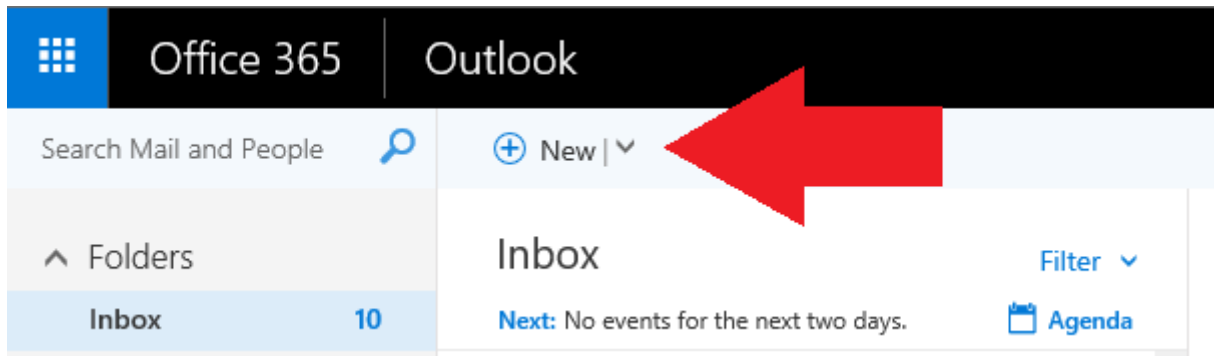 Office 365 Outlook
Search Mail and People
New |
Folders
Inbox 10
Inbox
Filter
Next: No events for the next two days.
Agenda